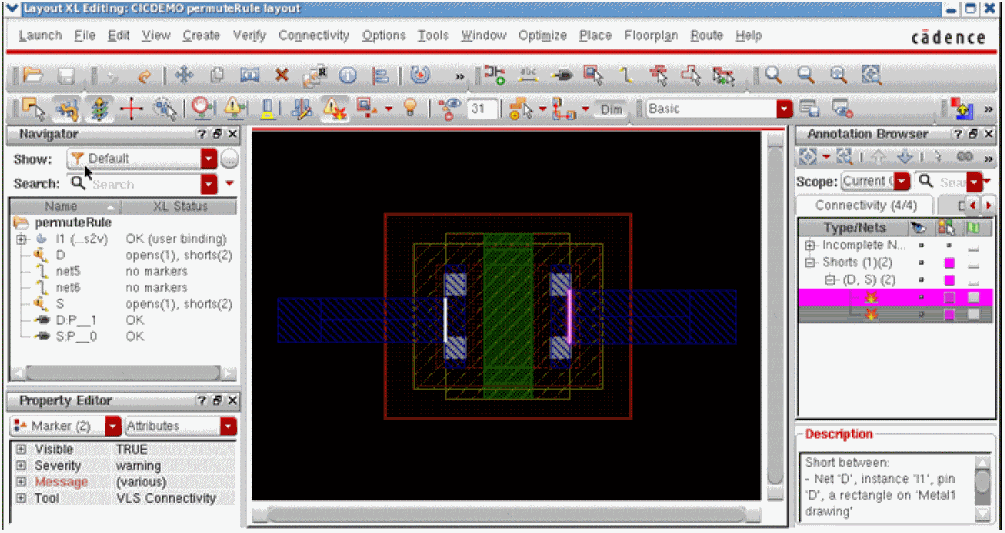 Layout XL Editing: CICDEMO permuteRule layout
Launch File Edit View Create Verify Connectivity Options Tools Window Optimize Place Floorplan Route Help
cādence
31
Dim
Basic
Navigator
Show: Default
Search: Search
Name XL Status
permuteRule
I1 (...s2v) OK (user binding)
D opens(1), shorts(2)
net5 no markers
net6 no markers
S opens(1), shorts(2)
D:P__1 OK
S:P__0 OK
Property Editor
Marker (2) Attributes
Visible TRUE
Severity warning
Message (various)
Tool VLS Connectivity
Annotation Browser
Scope: Current
Connectivity (4/4)
Type/Nets
Incomplete N...
Shorts (1)(2)
(D, S) (2)
Description
Short between:
- Net 'D', instance 'I1', pin
'D', a rectangle on 'Metal1
drawing'